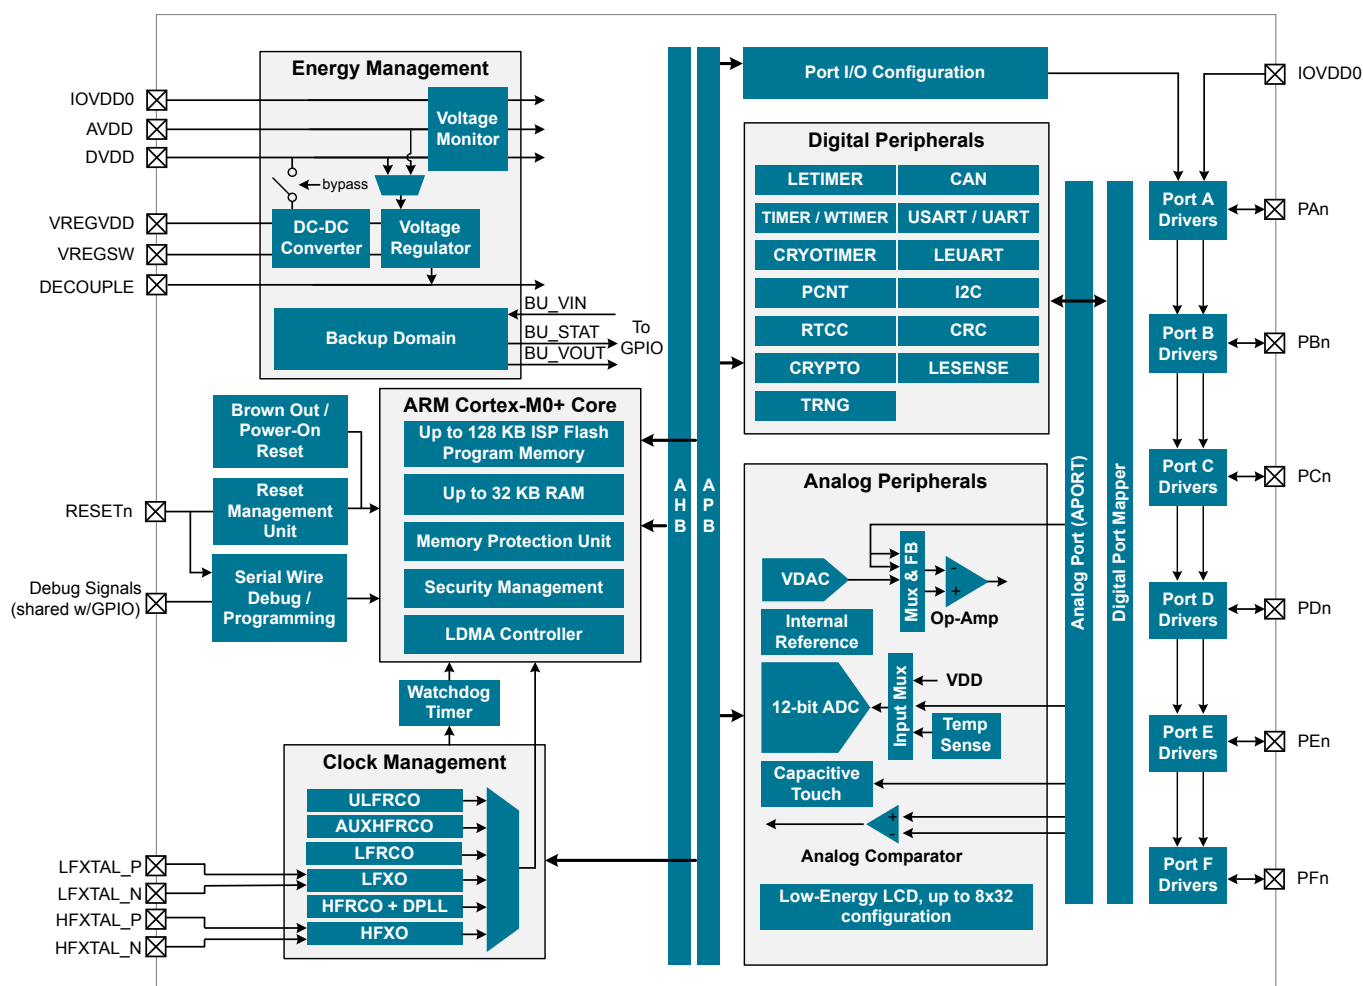 Energy Management
IOVDD0
AVDD
DVDD
VREGVDD
VREGSW
DECOUPLE
Voltage
Monitor
bypass
DC-DC
Converter
Voltage
Regulator
Backup Domain
BU_VIN
BU_STAT
BU_VOUT
To
GPIO
Brown Out /
Power-On
Reset
Reset
Management
Unit
Serial Wire
Debug /
Programming
RESETn
Debug Signals
(shared w/GPIO)
ARM Cortex-M0+ Core
Up to 128 KB ISP Flash
Program Memory
Up to 32 KB RAM
Memory Protection Unit
Security Management
LDMA Controller
Watchdog
Timer
Clock Management
ULFRCO
AUXHFRCO
LFRCO
LFXO
HFRCO + DPLL
HFXO
LFXTAL_P
LFXTAL_N
HFXTAL_P
HFXTAL_N
A
H
B
A
P
B
Port I/O Configuration
Digital Peripherals
LETIMER
CAN
TIMER / WTIMER
USART / UART
CRYOTIMER
LEUART
PCNT
I2C
RTCC
CRC
CRYPTO
LESENSE
TRNG
Analog Peripherals
VDAC
Mux & FB
-
+
Op-Amp
Internal
Reference
12-bit ADC
Input Mux
VDD
Temp
Sense
Capacitive
Touch
+
-
Analog Comparator
Low-Energy LCD, up to 8x32
configuration
Analog Port (APORT)
Digital Port Mapper
IOVDD0
Port A
Drivers
PAn
Port B
Drivers
PBn
Port C
Drivers
PCn
Port D
Drivers
PDn
Port E
Drivers
PEn
Port F
Drivers
PFn